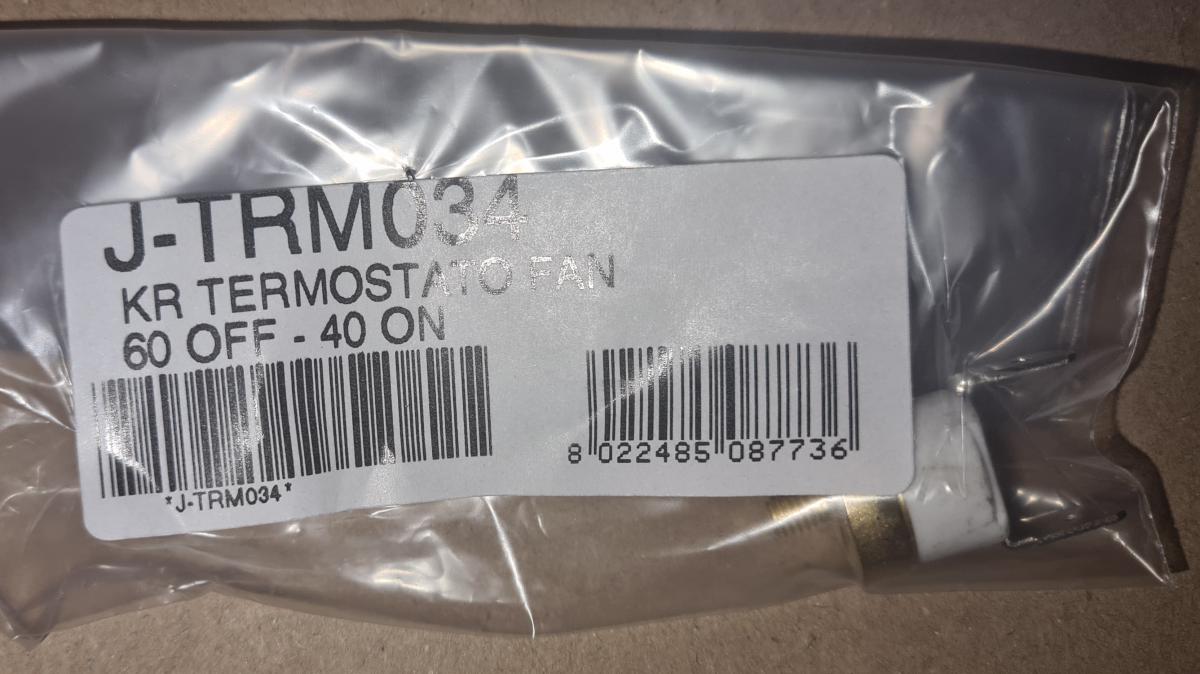 J-TRM034
KR TERMOSTATO FAN
60 OFF - 40 ON
*J-TRM034*
8 022485 087736